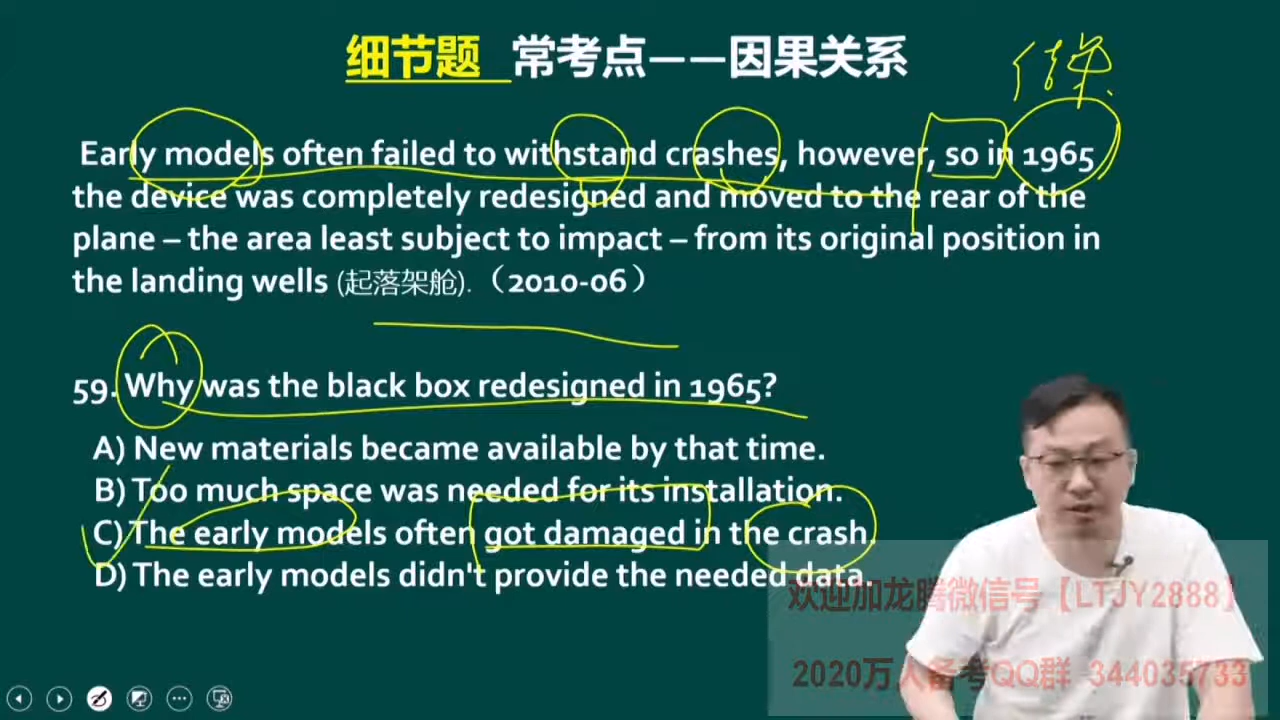 细节题 常考点——因果关系
Early models often failed to withstand crashes, however, so in 1965
the device was completely redesigned and moved to the rear of the
plane – the area least subject to impact – from its original position in
the landing wells (起落架舱).（2010-06）
59. Why was the black box redesigned in 1965?
A) New materials became available by that time.
B) Too much space was needed for its installation.
C) The early models often got damaged in the crash.
D) The early models didn't provide the needed data.
欢迎加龙腾微信号【LTJY2888】
2020万人备考QQ群 344035733